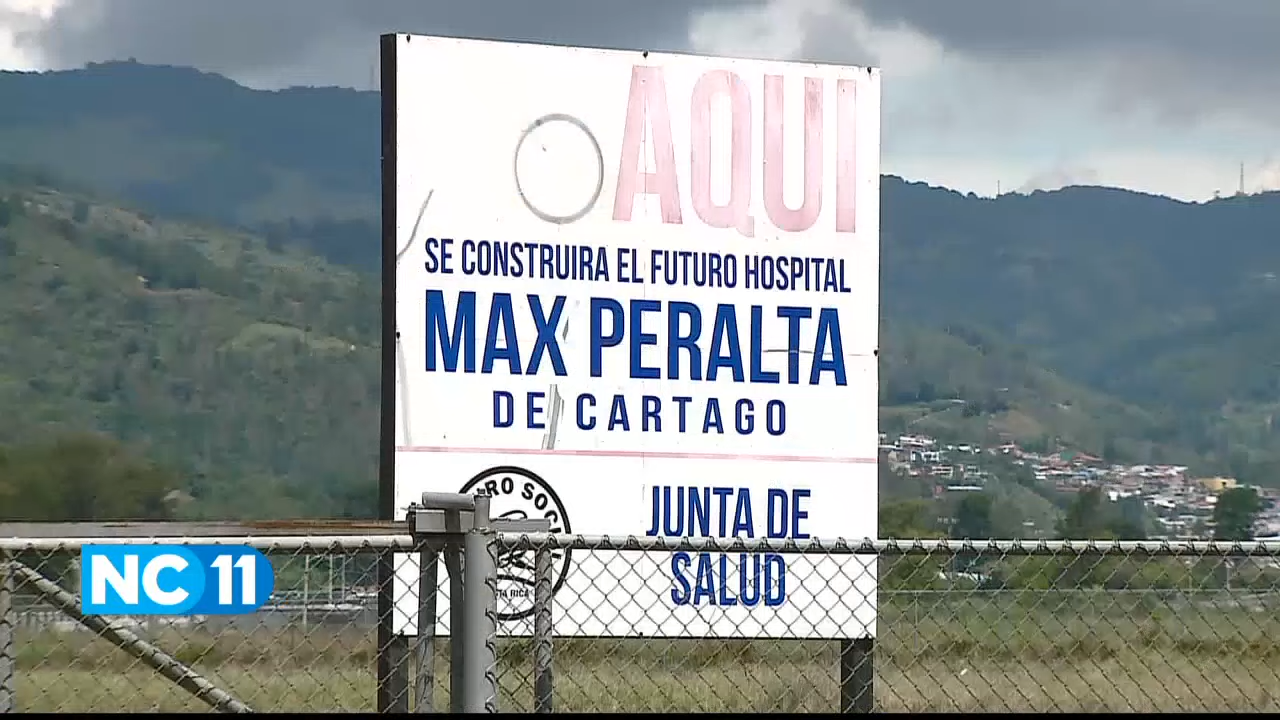 AQUI
SE CONSTRUIRA EL FUTURO HOSPITAL
MAX PERALTA
DE CARTAGO
JUNTA DE
SALUD
NC 11